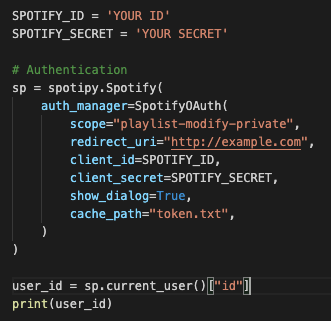 SPOTIFY_ID = 'YOUR ID'
SPOTIFY_SECRET = 'YOUR SECRET'
# Authentication
sp = spotipy.Spotify(
auth_manager=SpotifyOAuth(
scope="playlist-modify-private",
redirect_uri="http://example.com",
client_id=SPOTIFY_ID,
client_secret=SPOTIFY_SECRET,
show_dialog=True,
cache_path="token.txt",
)
)
user_id = sp.current_user()["id"]
print(user_id)